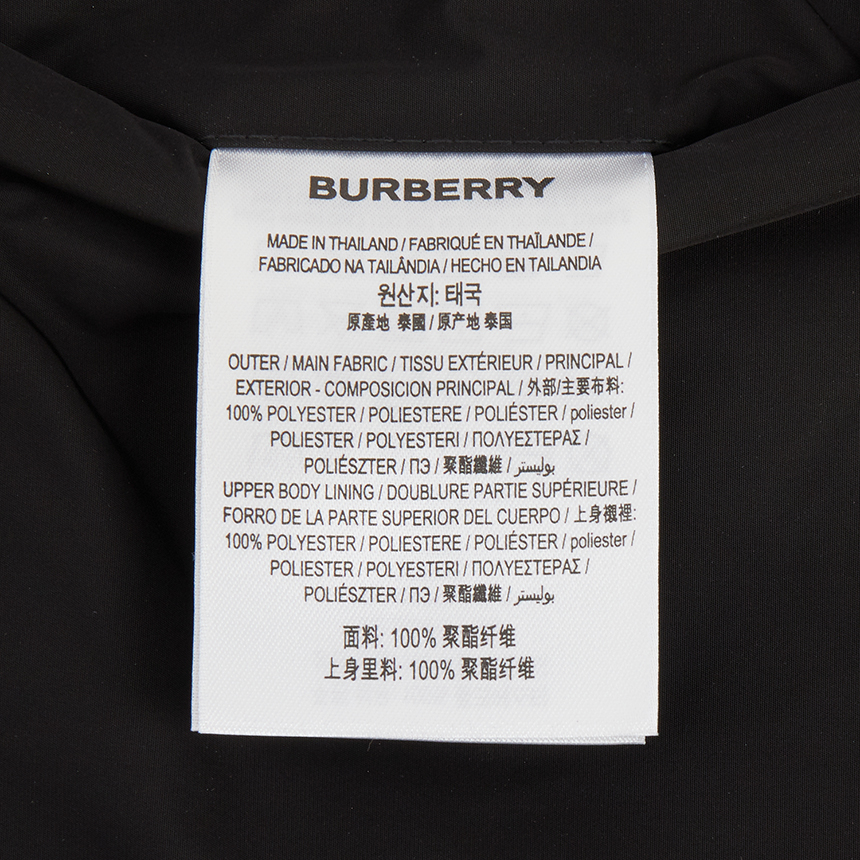 BURBERRY
MADE IN THAILAND / FABRIQUÉ EN THAÏLANDE /
FABRICADO NA TAILÂNDIA / HECHO EN TAILANDIA
원산지: 태국
原產地 泰國 / 原产地 泰国
OUTER / MAIN FABRIC / TISSU EXTÉRIEUR / PRINCIPAL /
EXTERIOR - COMPOSICION PRINCIPAL / 外部/主要布料:
100% POLYESTER / POLIESTERE / POLIÉSTER / poliester /
POLIESTER / POLYESTERI / ΠΟΛΥΕΣΤΕΡΑΣ /
POLIÉSZTER / ПЭ / 聚酯纖維 / بوليستر
UPPER BODY LINING / DOUBLURE PARTIE SUPÉRIEURE /
FORRO DE LA PARTE SUPERIOR DEL CUERPO / 上身襯裡:
100% POLYESTER / POLIESTERE / POLIÉSTER / poliester /
POLIESTER / POLYESTERI / ΠΟΛΥΕΣΤΕΡΑΣ /
POLIÉSZTER / ПЭ / 聚酯纖維 / بوليستر
面料: 100% 聚酯纤维
上身里料: 100% 聚酯纤维